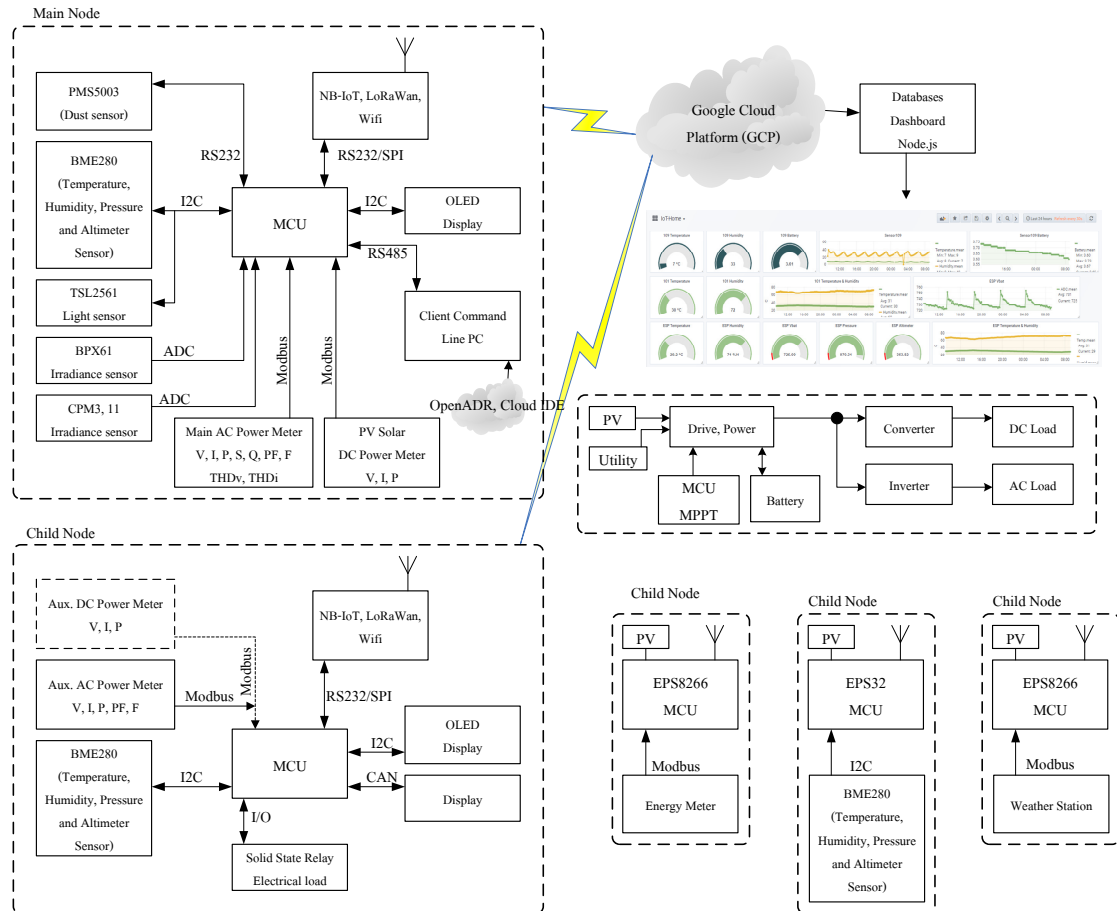 Main Node
PMS5003
(Dust sensor)
NB-IoT, LoRaWan,
Wifi
RS232
RS232/SPI
BME280
(Temperature,
Humidity, Pressure
and Altimeter
Sensor)
I2C
MCU
I2C
OLED
Display
RS485
TSL2561
Light sensor
BPX61
Irradiance sensor
ADC
CPM3, 11
Irradiance sensor
ADC
Modbus
Modbus
Client Command
Line PC
OpenADR, Cloud IDE
Main AC Power Meter
V, I, P, S, Q, PF, F
THDv, THDi
PV Solar
DC Power Meter
V, I, P
Google Cloud
Platform (GCP)
Databases
Dashboard
Node.js
IoT-Home
Last 24 hours
PV
Utility
Drive, Power
MCU
MPPT
Battery
Converter
DC Load
Inverter
AC Load
Child Node
Aux. DC Power Meter
V, I, P
Modbus
Aux. AC Power Meter
V, I, P, PF, F
Modbus
NB-IoT, LoRaWan,
Wifi
RS232/SPI
BME280
(Temperature,
Humidity, Pressure
and Altimeter
Sensor)
I2C
MCU
I2C
OLED
Display
CAN
Display
I/O
Solid State Relay
Electrical load
Child Node
PV
EPS8266
MCU
Modbus
Energy Meter
Child Node
PV
EPS32
MCU
I2C
BME280
(Temperature,
Humidity, Pressure
and Altimeter
Sensor)
Child Node
PV
EPS8266
MCU
Modbus
Weather Station